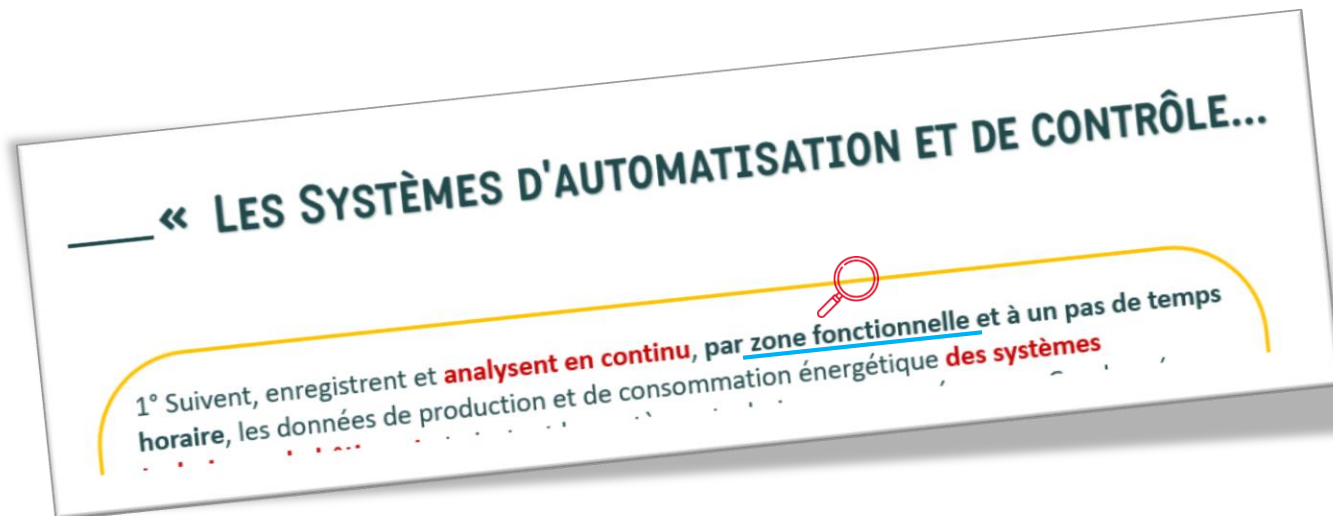 « LES SYSTÈMES D'AUTOMATISATION ET DE CONTRÔLE...
1° Suivent, enregistrent et analysent en continu, par zone fonctionnelle et à un pas de temps
horaire, les données de production et de consommation énergétique des systèmes